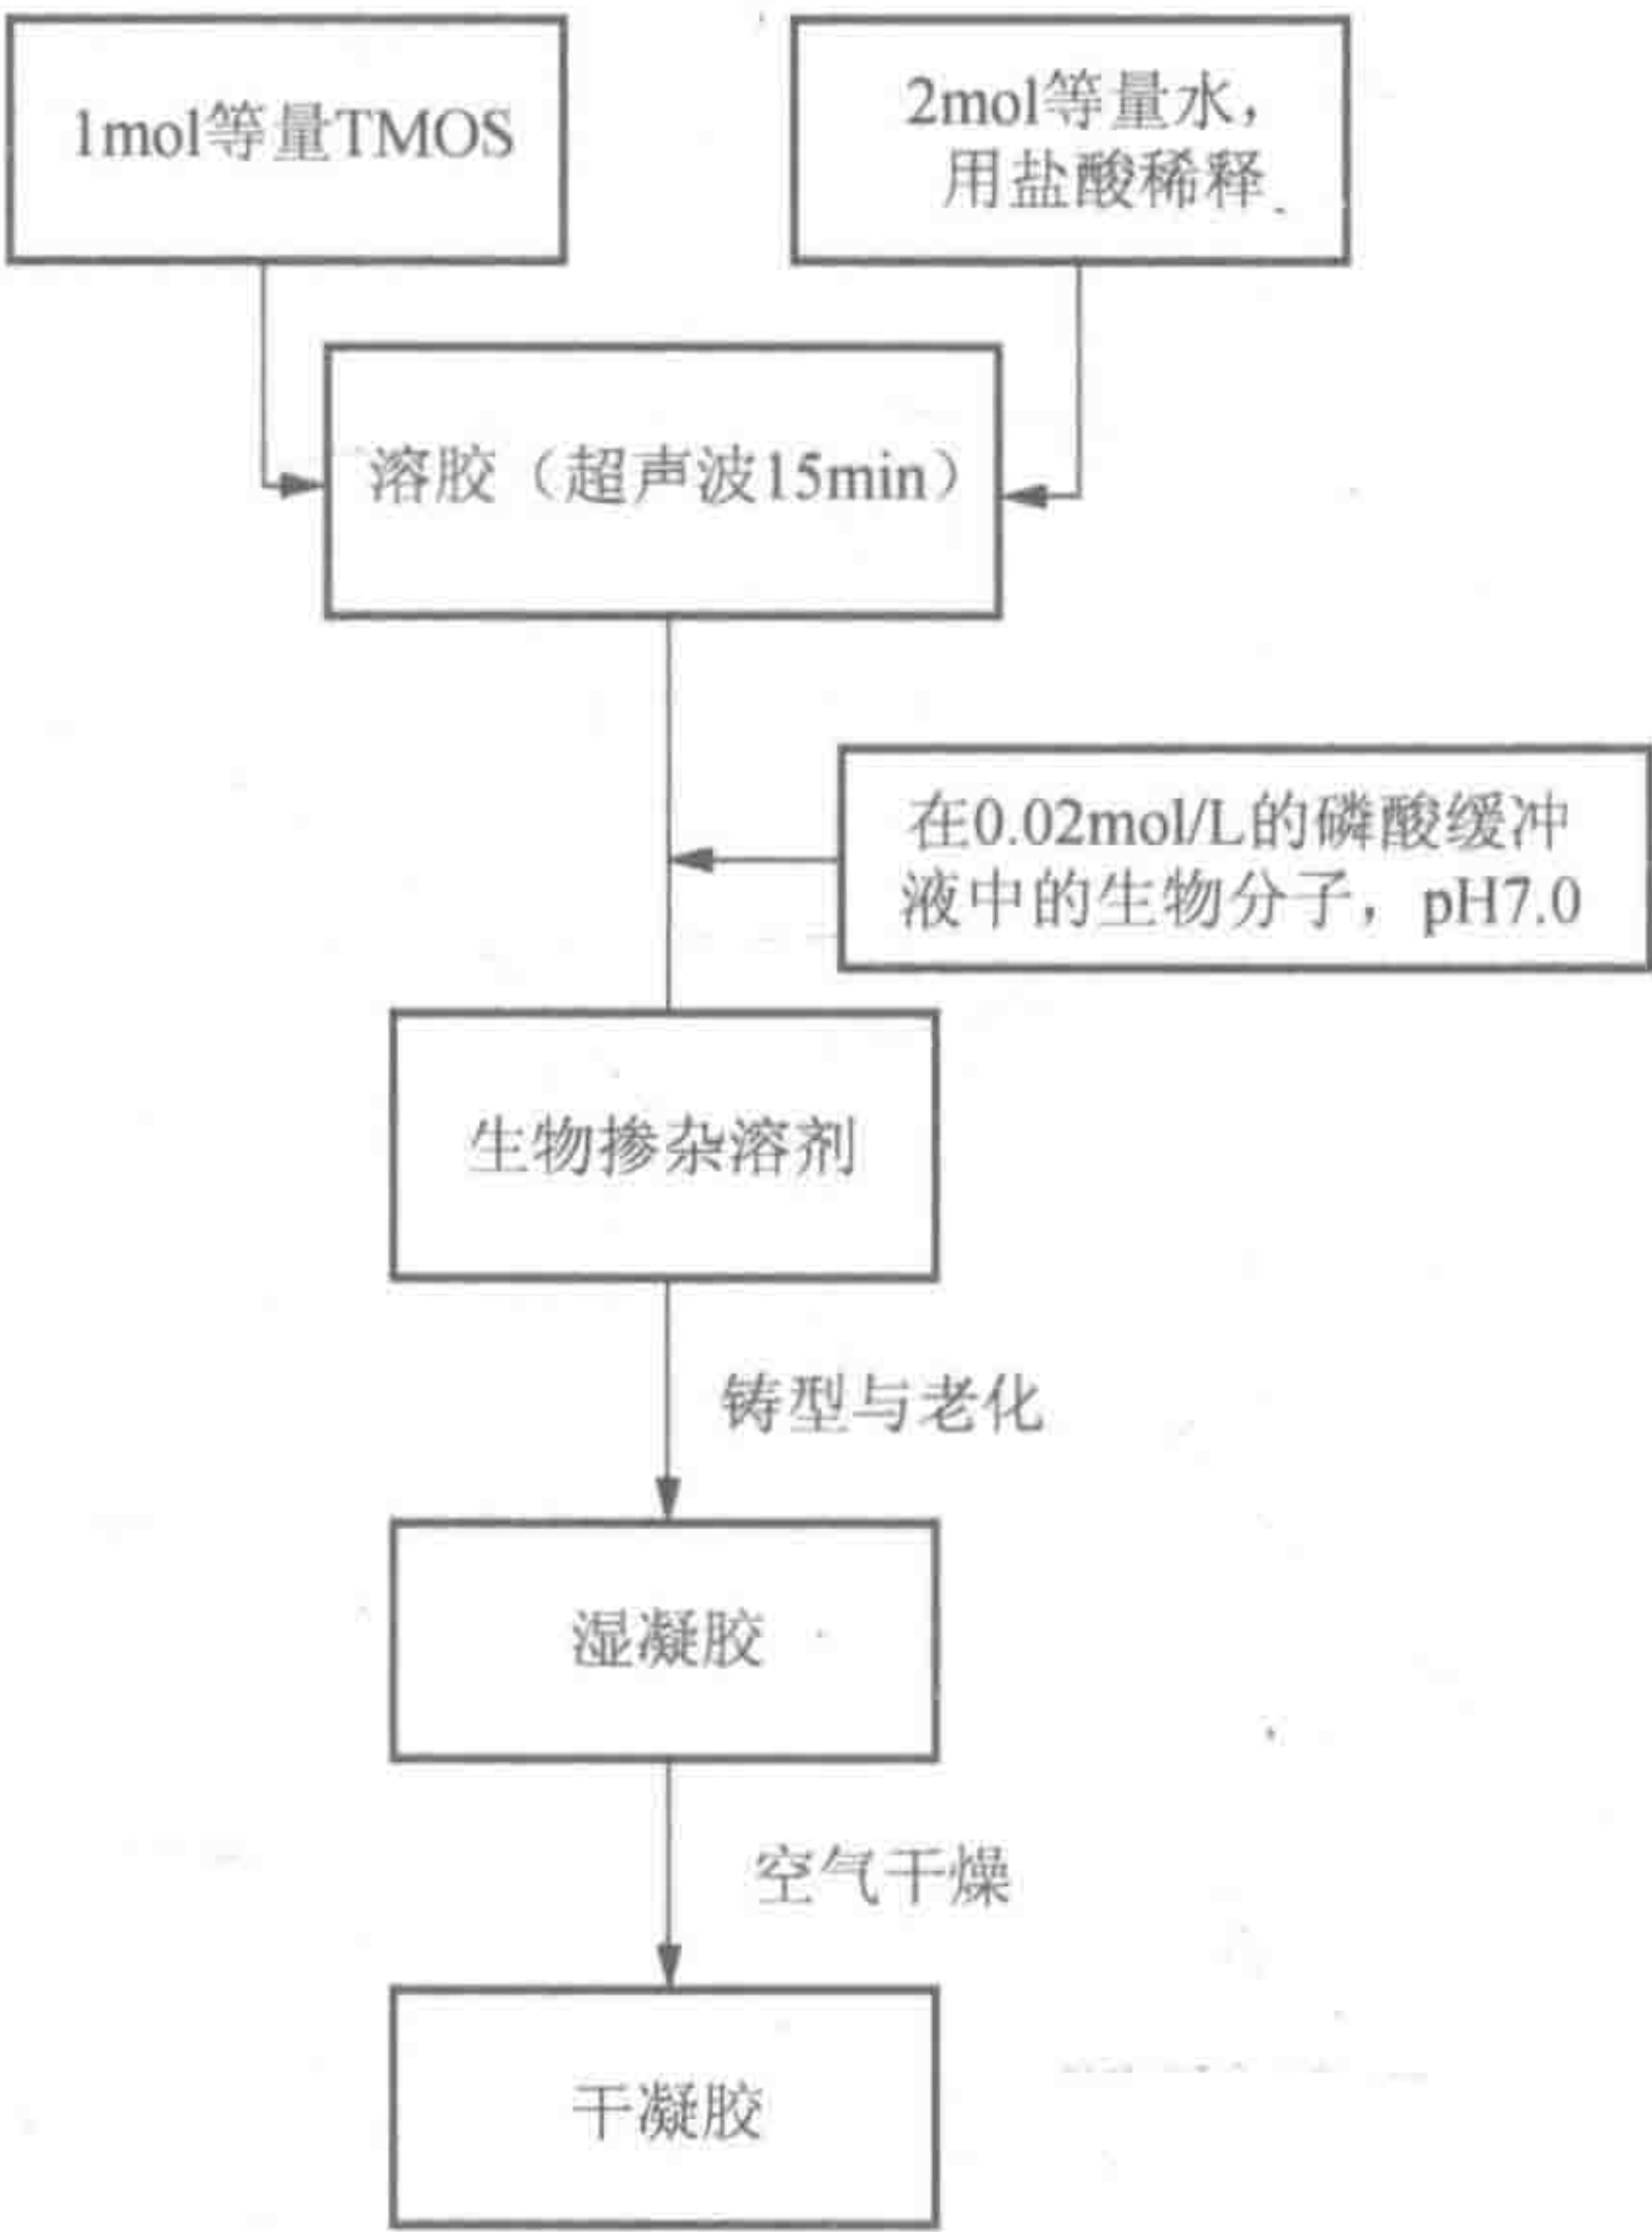 1mol等量TMOS
2mol等量水，
用盐酸稀释
溶胶（超声波15min）
在0.02mol/L的磷酸缓冲
液中的生物分子，pH7.0
生物掺杂溶剂
铸型与老化
湿凝胶
空气干燥
干凝胶